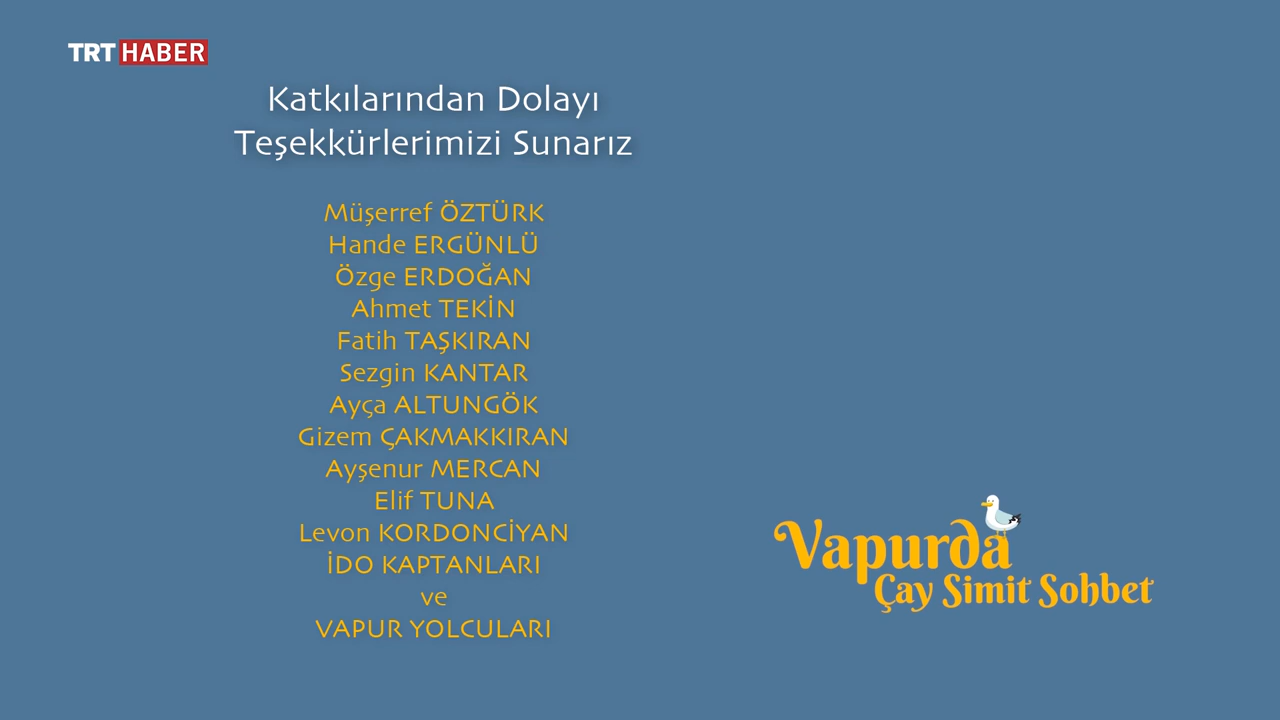 TRT HABER
Katkılarından Dolayı
Teşekkürlerimizi Sunarız
Müşerref ÖZTÜRK
Hande ERGÜNLÜ
Özge ERDOĞAN
Ahmet TEKİN
Fatih TAŞKIRAN
Sezgin KANTAR
Ayça ALTUNGÖK
Gizem ÇAKMAKKIRAN
Ayşenur MERCAN
Elif TUNA
Levon KORDONCİYAN
İDO KAPTANLARI
ve
VAPUR YOLCULARI
Vapurda
Çay Simit Sohbet